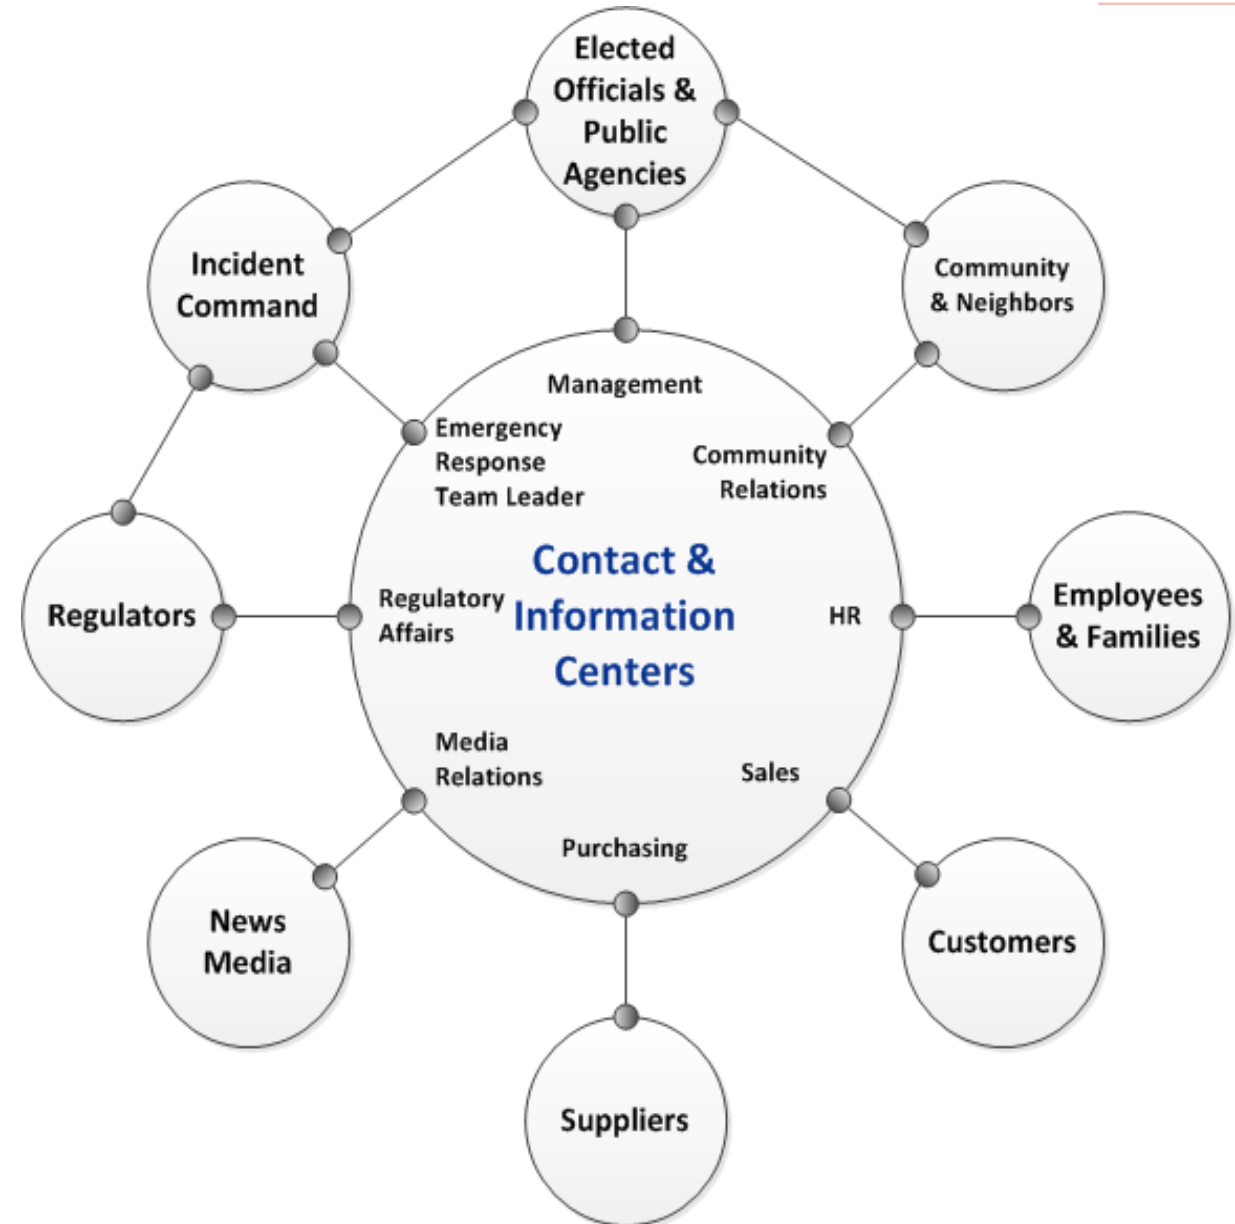 Elected
Officials &
Public
Agencies
Incident
Command
Community
& Neighbors
Management
Emergency
Response
Team Leader
Community
Relations
Contact &
Information
Centers
Regulators
Regulatory
Affairs
HR
Employees
& Families
Media
Relations
Sales
Purchasing
News
Media
Customers
Suppliers